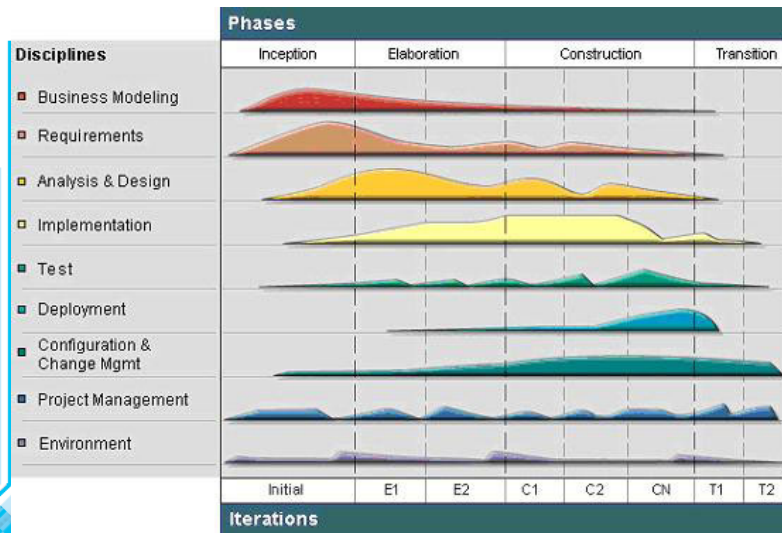 Phases
Disciplines
Inception Elaboration Construction Transition
Business Modeling
Requirements
Analysis & Design
Implementation
Test
Deployment
Configuration &
Change Mgmt
Project Management
Environment
Initial E1 E2 C1 C2 CN T1 T2
Iterations